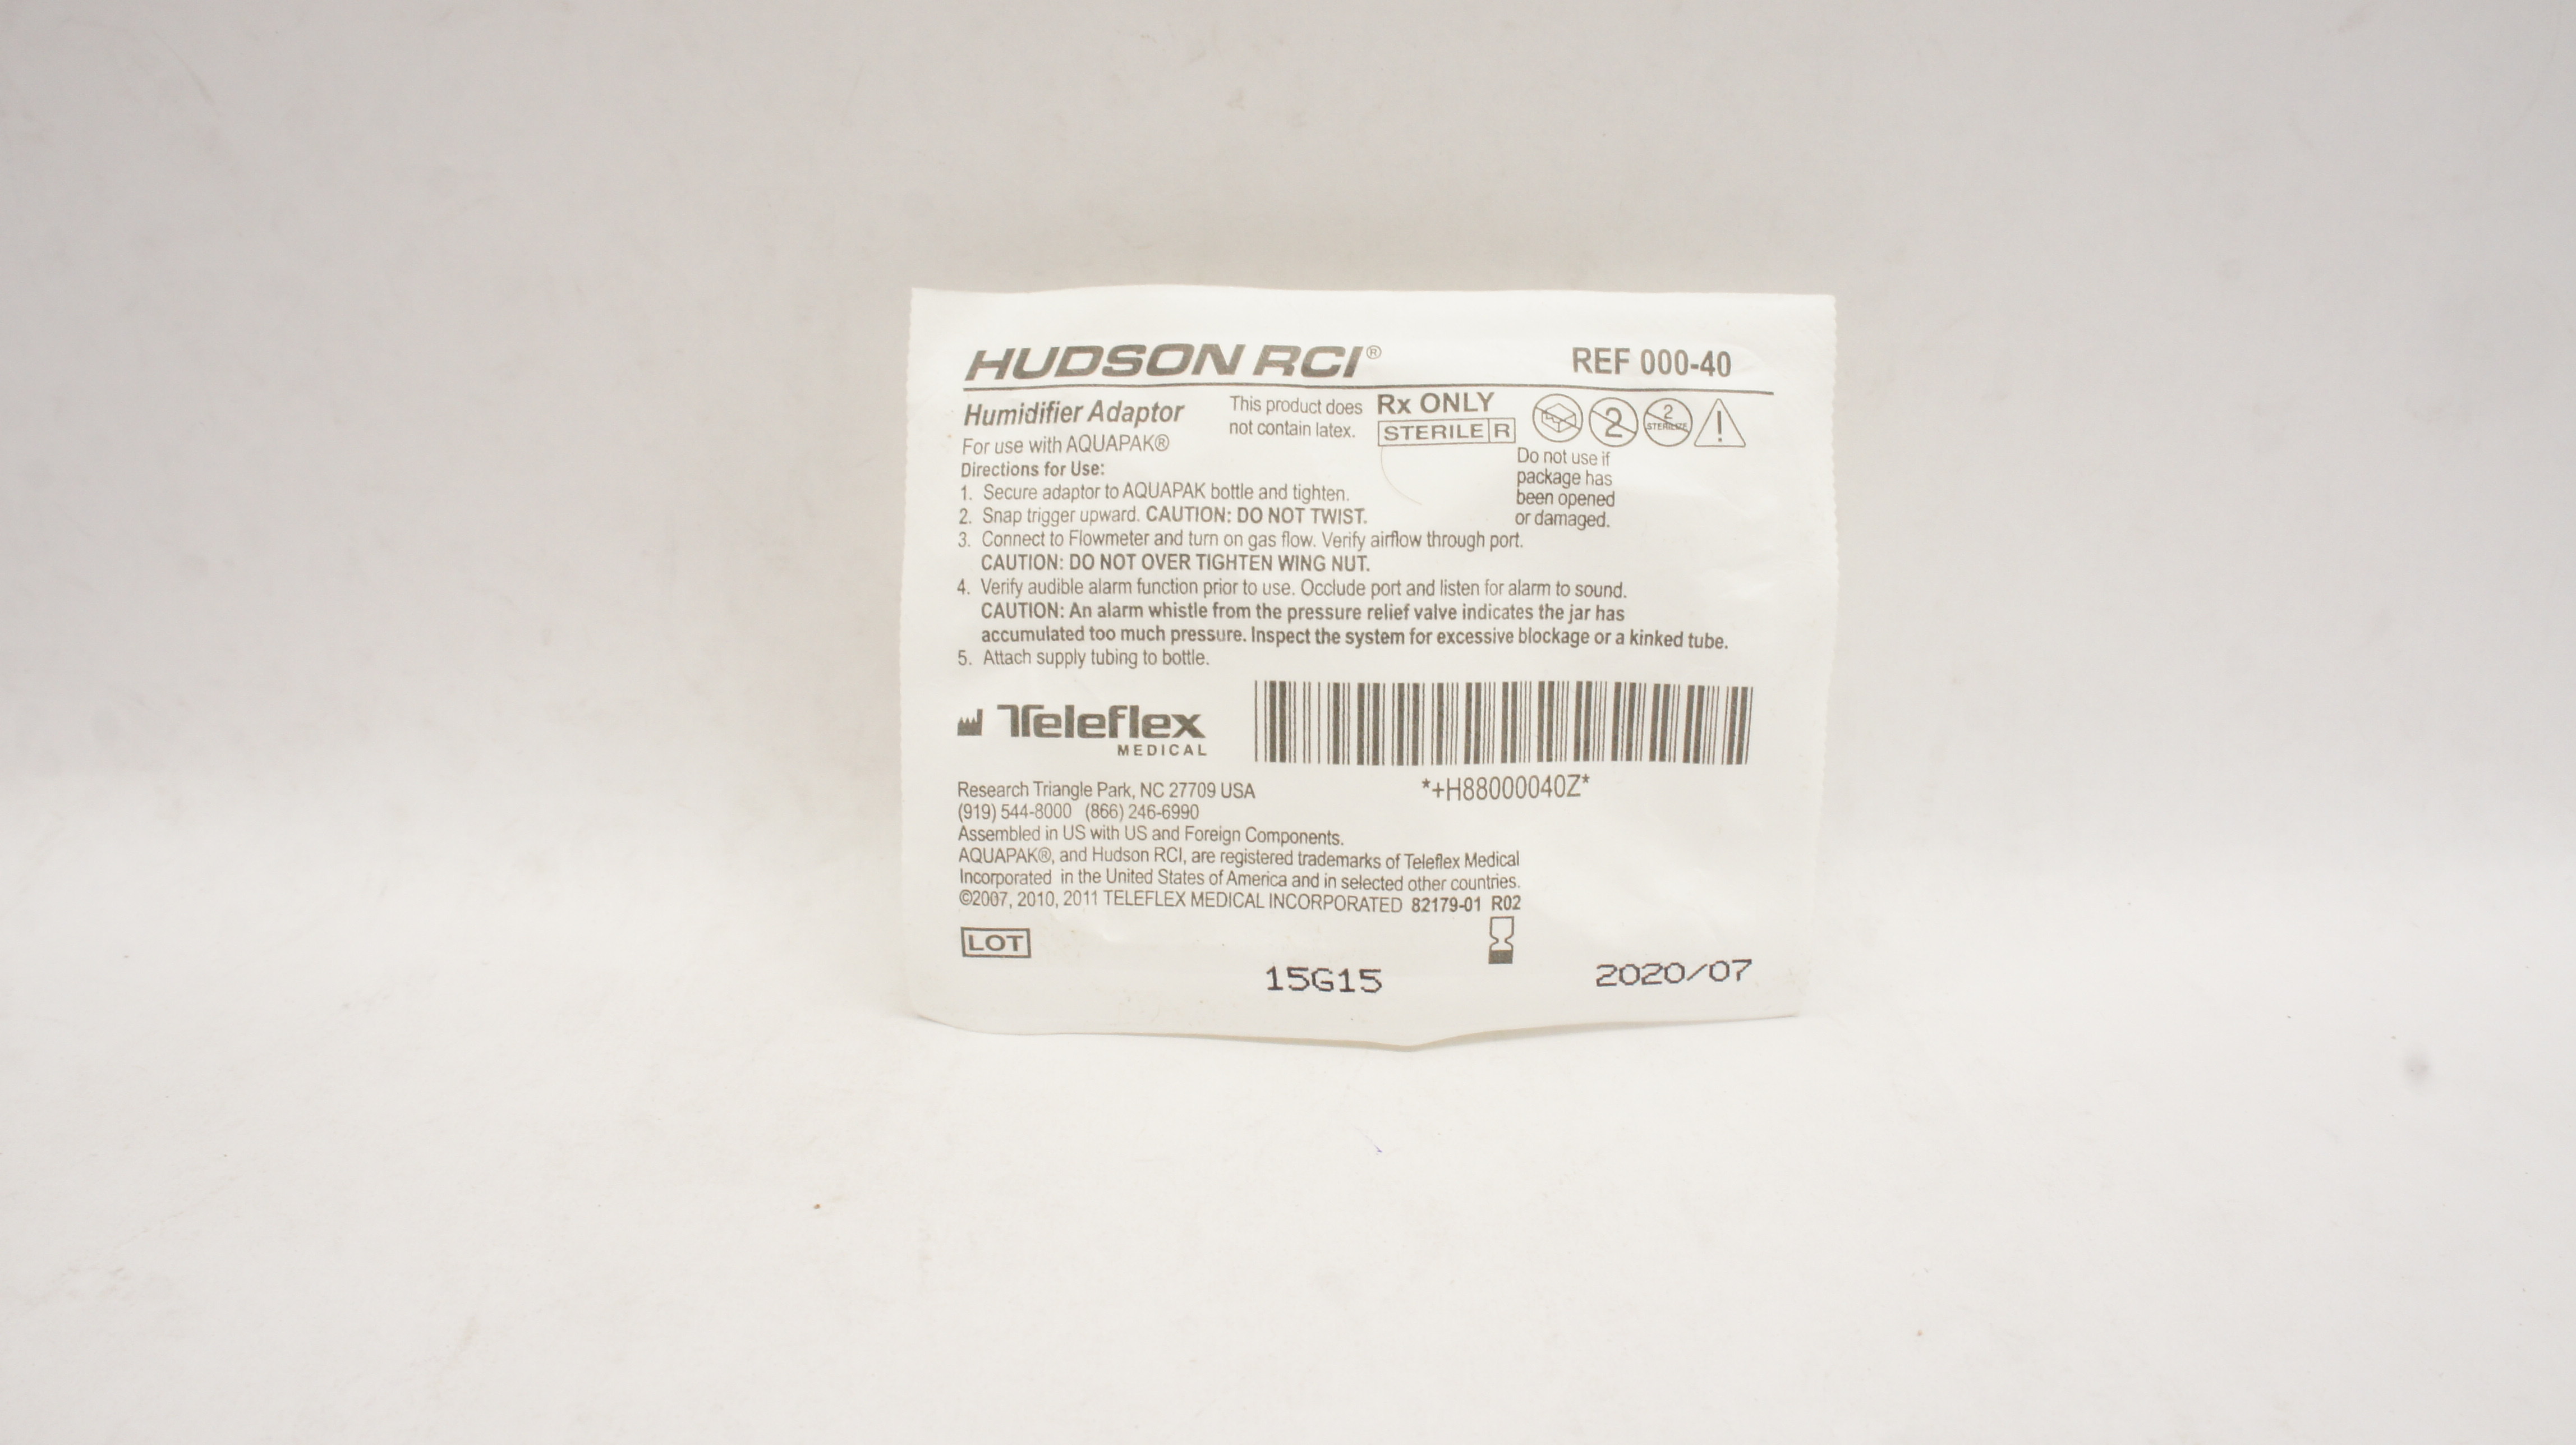 HUDSON RCI® REF 000-40
Humidifier Adaptor
For use with AQUAPAK®
This product does
not contain latex.
Rx ONLY
STERILE R
2 2
STERILIZE
Do not use if
package has
been opened
or damaged.
Directions for Use:
1. Secure adaptor to AQUAPAK bottle and tighten.
2. Snap trigger upward. CAUTION: DO NOT TWIST.
3. Connect to Flowmeter and turn on gas flow. Verify airflow through port.
CAUTION: DO NOT OVER TIGHTEN WING NUT.
4. Verify audible alarm function prior to use. Occlude port and listen for alarm to sound.
CAUTION: An alarm whistle from the pressure relief valve indicates the jar has
accumulated too much pressure. Inspect the system for excessive blockage or a kinked tube.
5. Attach supply tubing to bottle.
Teleflex
MEDICAL
*+H88000040Z*
Research Triangle Park, NC 27709 USA
(919) 544-8000 (866) 246-6990
Assembled in US with US and Foreign Components.
AQUAPAK®, and Hudson RCI, are registered trademarks of Teleflex Medical
Incorporated in the United States of America and in selected other countries.
©2007, 2010, 2011 TELEFLEX MEDICAL INCORPORATED 82179-01 R02
LOT
15G15 2020/07